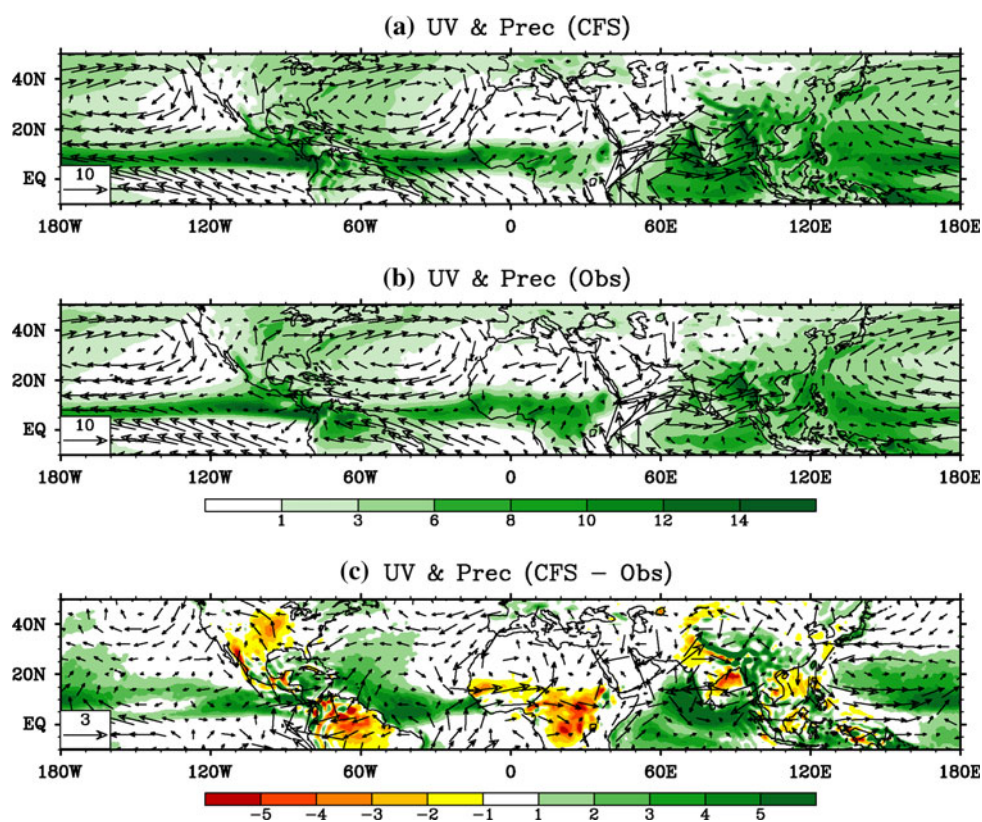 (a) UV & Prec (CFS)
40N
20N
EQ
10
180W 120W 60W 0 60E 120E 180E
(b) UV & Prec (Obs)
40N
20N
EQ
10
180W 120W 60W 0 60E 120E 180E
1 3 6 8 10 12 14
(c) UV & Prec (CFS − Obs)
40N
20N
EQ
3
180W 120W 60W 0 60E 120E 180E
−5 −4 −3 −2 −1 1 2 3 4 5